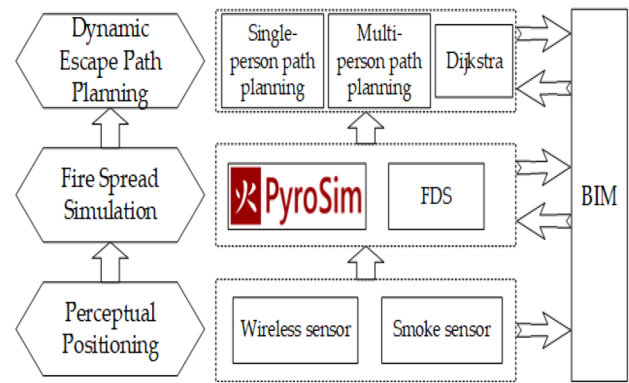 Dynamic
Escape Path
Planning
Single-
person path
planning
Multi-
person path
planning
Dijkstra
Fire Spread
Simulation
火 PyroSim
FDS
BIM
Perceptual
Positioning
Wireless sensor
Smoke sensor